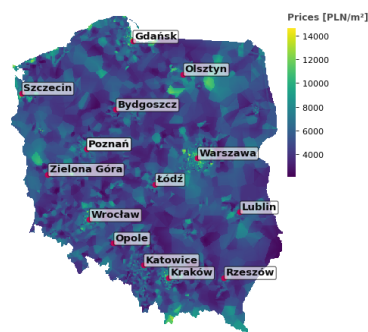 Prices [PLN/m²]
Gdańsk
14000
Olsztyn
12000
Szczecin
10000
Bydgoszcz
8000
6000
Poznań
Warszawa
4000
Zielona Góra
Łódź
Lublin
Wrocław
Opole
Katowice
Kraków
Rzeszów